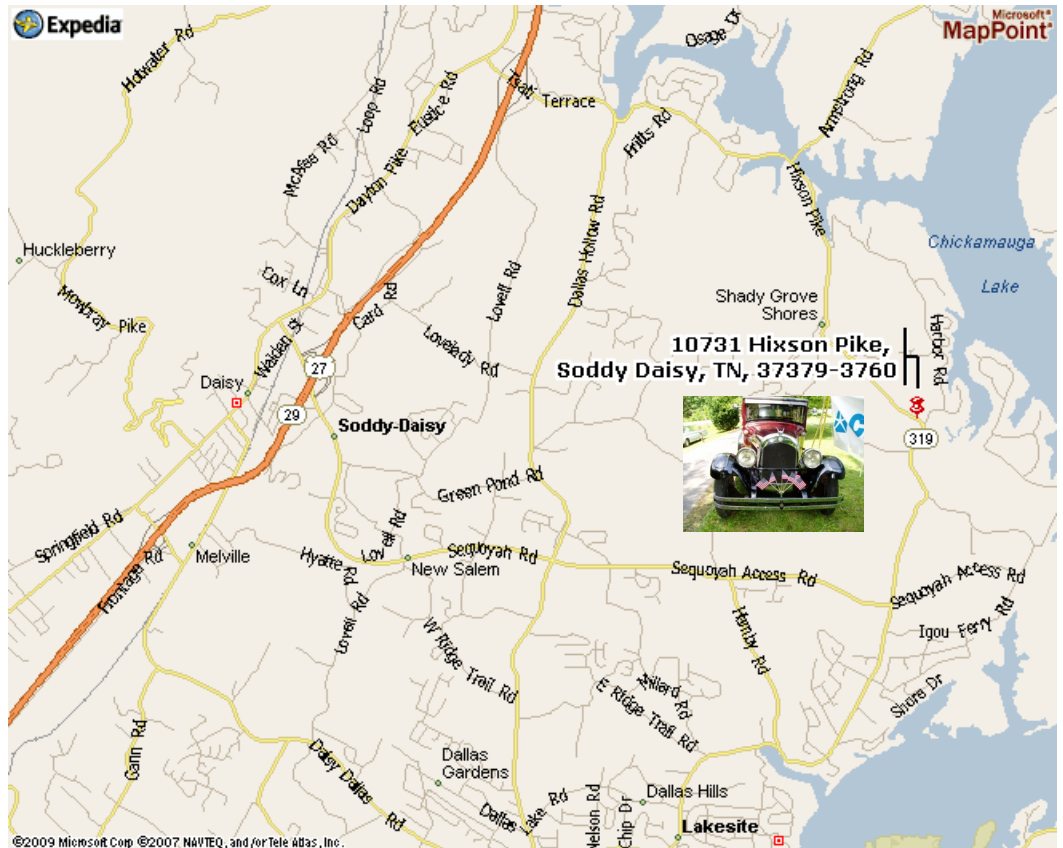 Expedia
Microsoft®
MapPoint®
Osage Dr
Hotwater Rd
Loop Rd
Eustice Rd
Tsati Terrace
Armstrong Rd
Fritts Rd
McAfee Rd
Dayton Pike
Hixson Pike
Dallas Hollow Rd
Huckleberry
Chickamauga
Lake
Cox Ln
Card Rd
Lovell Rd
Mowbray Pike
Shady Grove
Shores
Harbor Rd
Walden St
Lovelady Rd
10731 Hixson Pike,
Soddy Daisy, TN, 37379-3760
27
Daisy
29
Soddy-Daisy
319
Green Pond Rd
Springfield Rd
Lovell Rd
Melville
Hyatte Rd
Sequoyah Rd
New Salem
Sequoyah Access Rd
Sequoyah Access Rd
Frontage Rd
Lovell Rd
Hamby Rd
Igou Ferry Rd
W Ridge Trail Rd
Millard Rd
E Ridge Trail Rd
Shore Dr
Gann Rd
Daisy Dallas Rd
Dallas
Gardens
Dallas Lake Rd
Nelson Rd
Chip Dr
Dallas Hills
Lakesite
©2009 Microsoft Corp ©2007 NAVTEQ, and/or Tele Atlas, Inc.